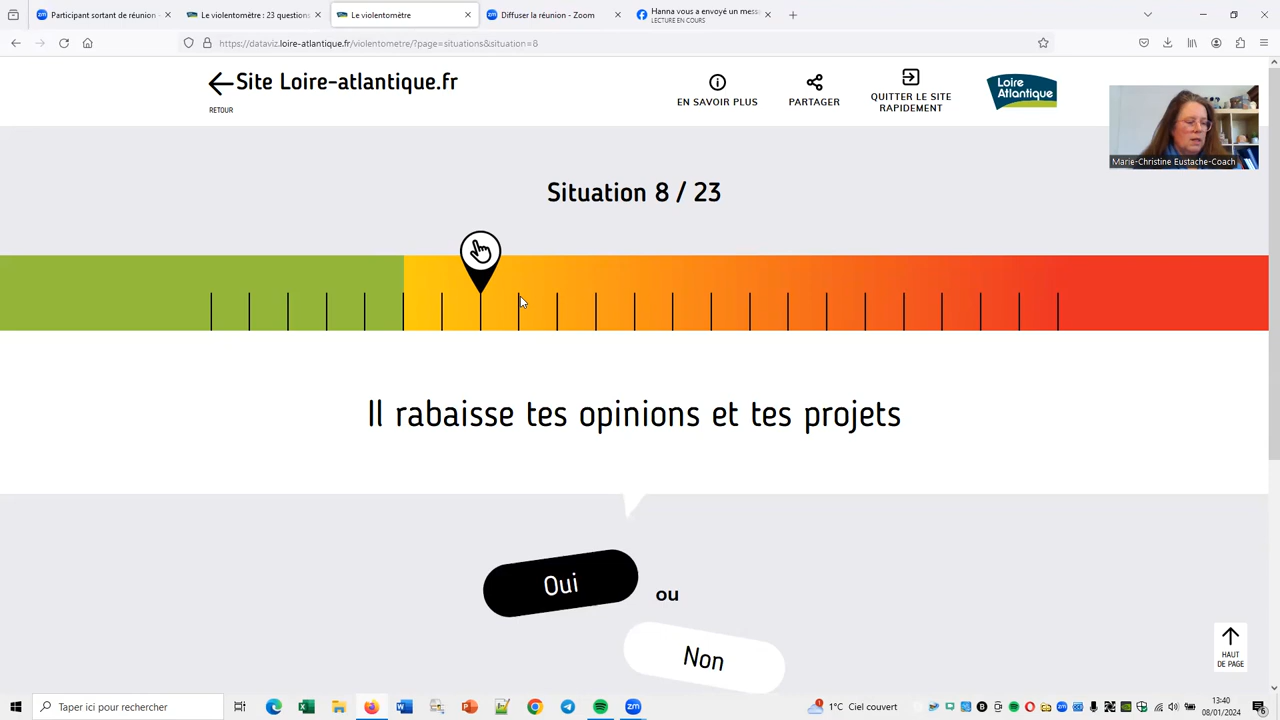 Participant sortant de réunion -
Le violentomètre : 23 questions
Le violentomètre
Diffuser la réunion - Zoom
Hanna vous a envoyé un mess
LECTURE EN COURS
https://dataviz.loire-atlantique.fr/violentometre/?page=situations&situation=8
Site Loire-atlantique.fr
RETOUR
EN SAVOIR PLUS
PARTAGER
QUITTER LE SITE
RAPIDEMENT
Loire
Atlantique
Marie-Christine Eustache-Coach
Situation 8 / 23
Il rabaisse tes opinions et tes projets
Oui
ou
Non
HAUT
DE PAGE
Taper ici pour rechercher
1°C Ciel couvert
13:40
08/01/2024